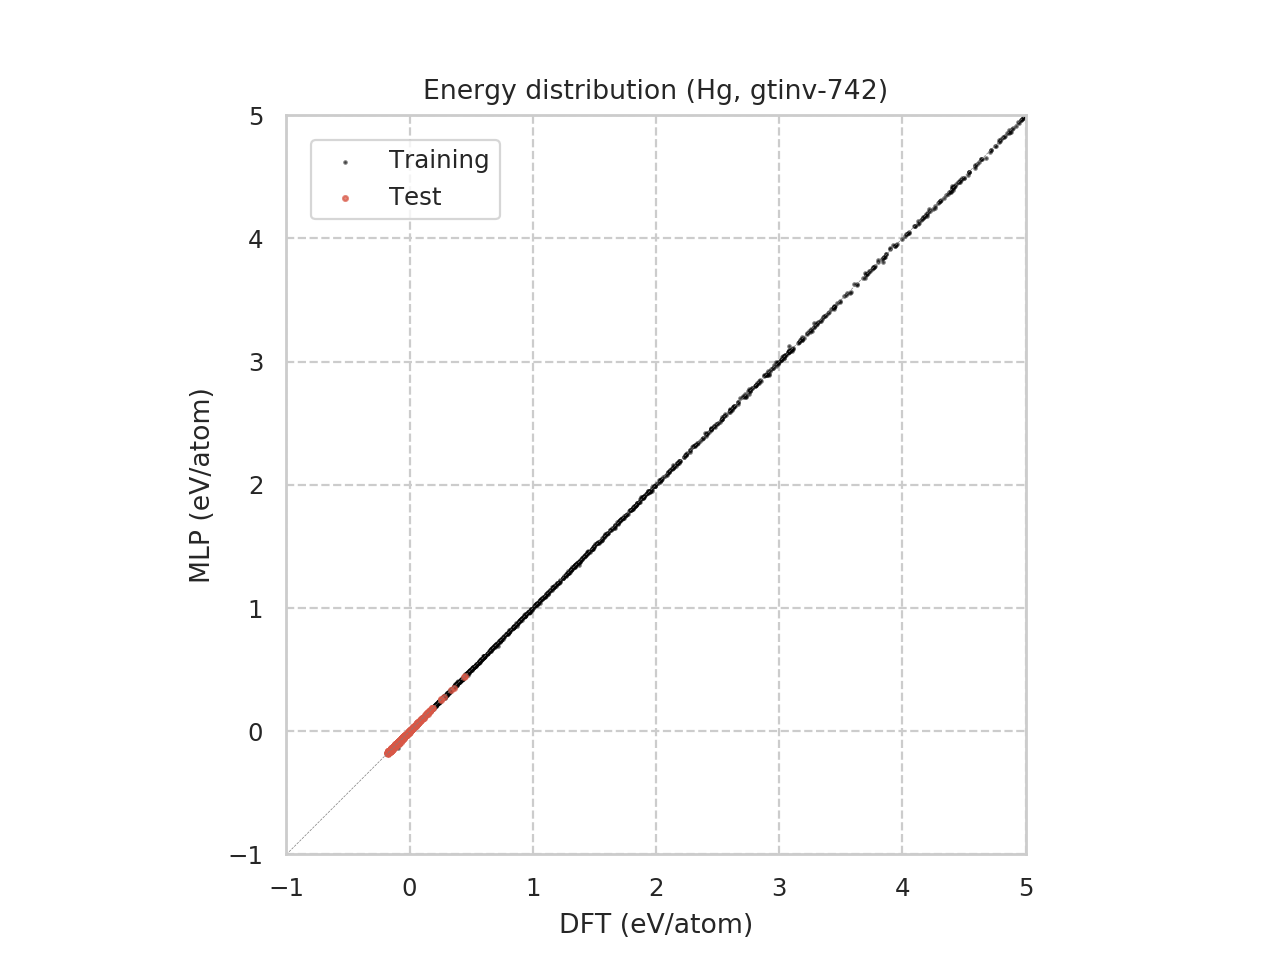 Energy distribution (Hg, gtinv-742)
Training
Test
5
4
3
2
1
0
−1
−1 0 1 2 3 4 5
DFT (eV/atom)
MLP (eV/atom)